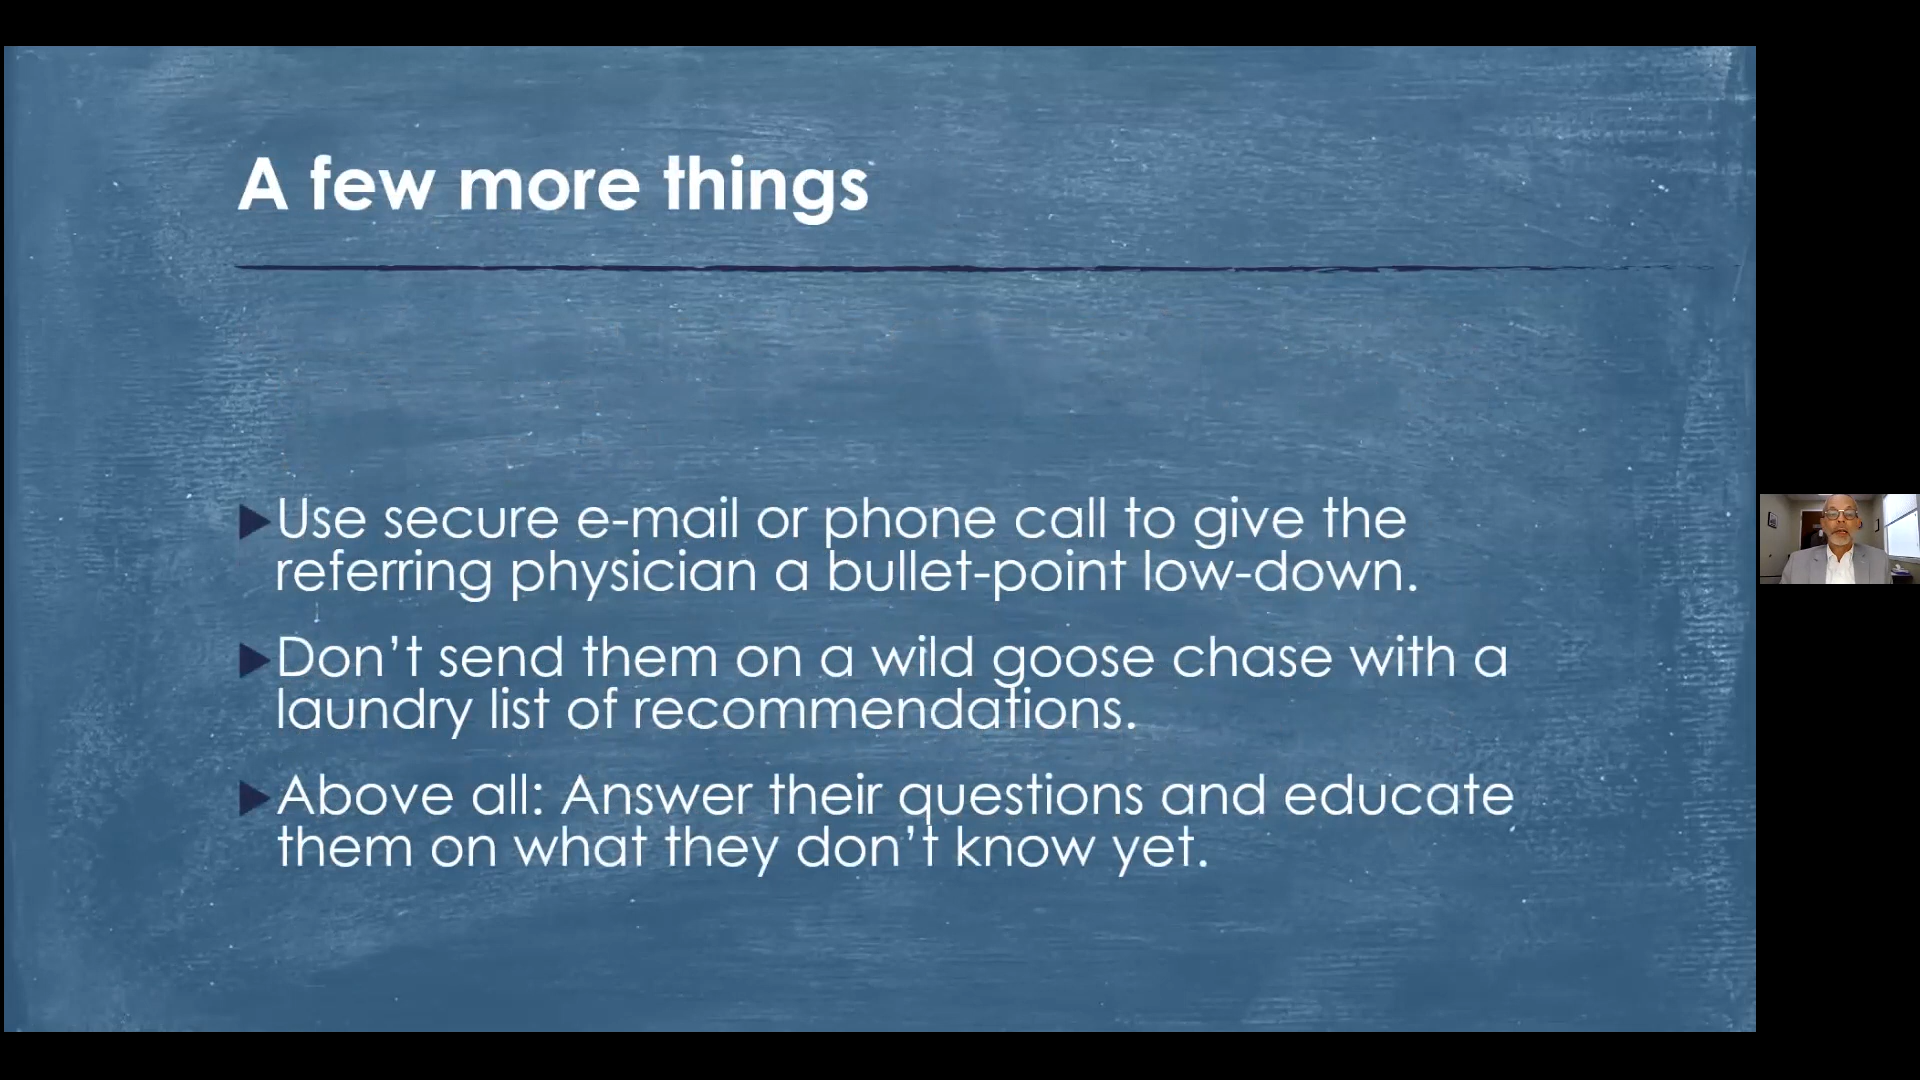 A few more things
Use secure e-mail or phone call to give the
referring physician a bullet-point low-down.
Don’t send them on a wild goose chase with a
laundry list of recommendations.
Above all: Answer their questions and educate
them on what they don’t know yet.